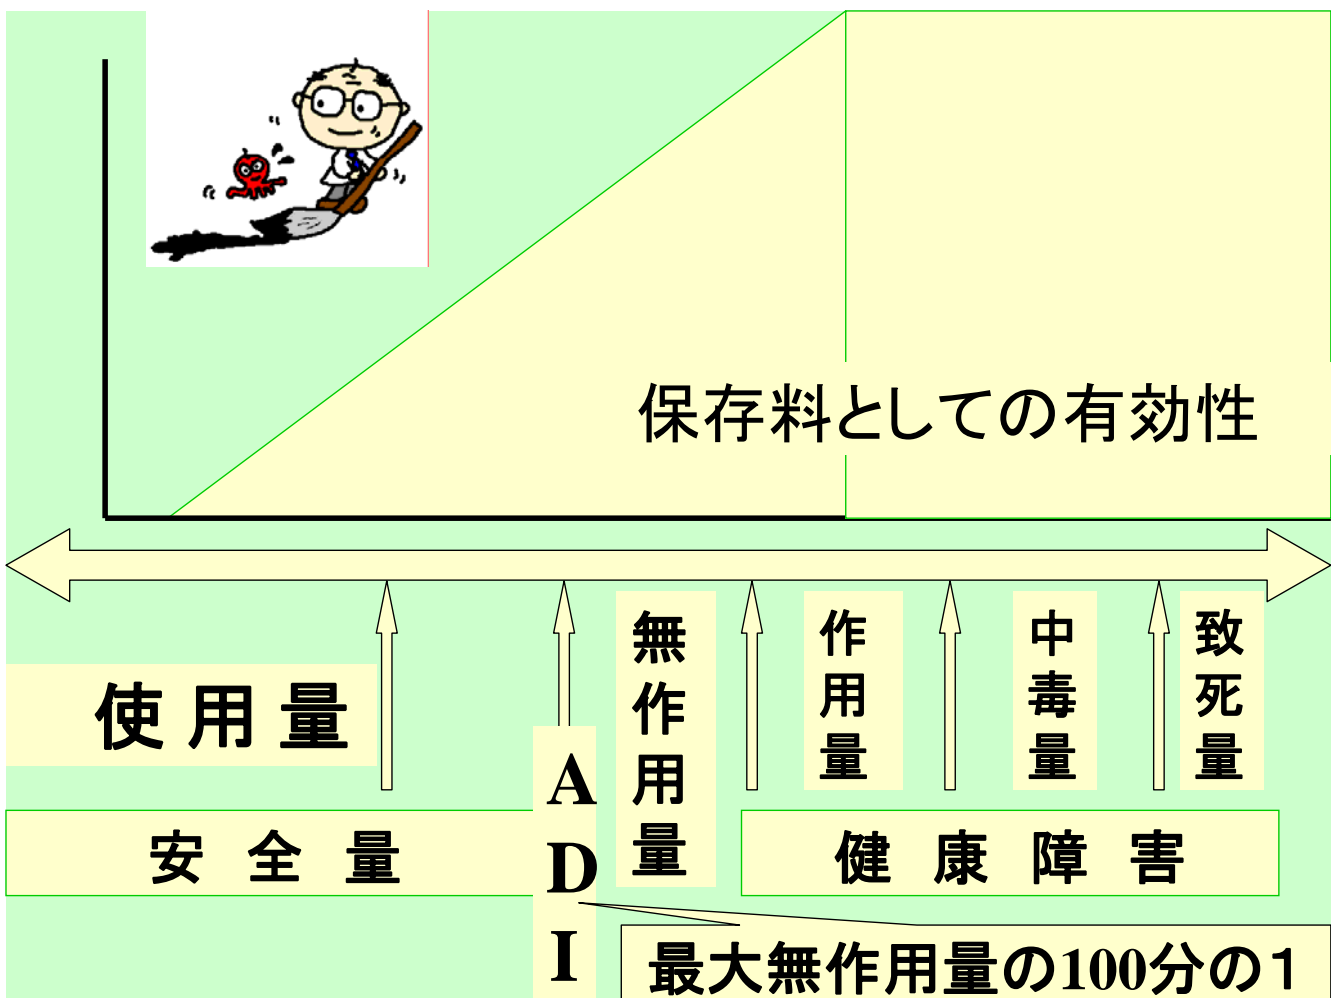 保存料としての有効性
使用量
安全量
ADI
無作用量
作用量
中毒量
致死量
健康障害
最大無作用量の100分の１